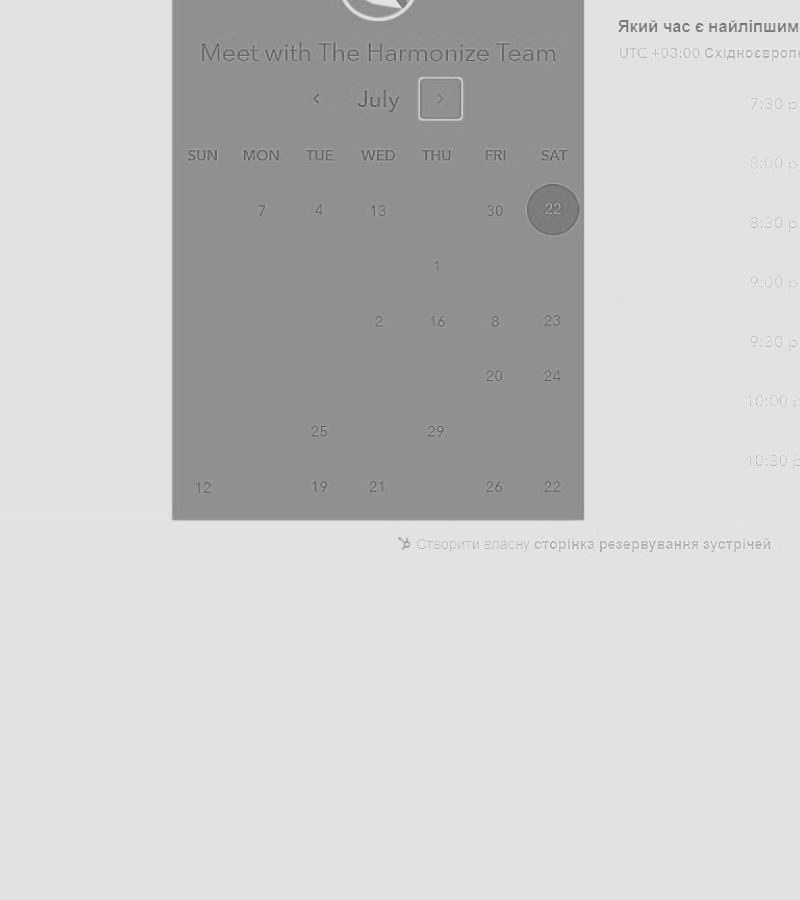 Meet with The Harmonize Team
July
SUN MON TUE WED THU FRI SAT
7 4 13 30 22
1
2 16 8 23
20 24
25 29
12 19 21 26 22
Створити власну сторінка резервування зустрічей
Який час є найліпшим
UTC +03:00 Східноєвропе
7:30 p
8:00 p
8:30 p
9:00 p
9:30 p
10:00 p
10:30 p